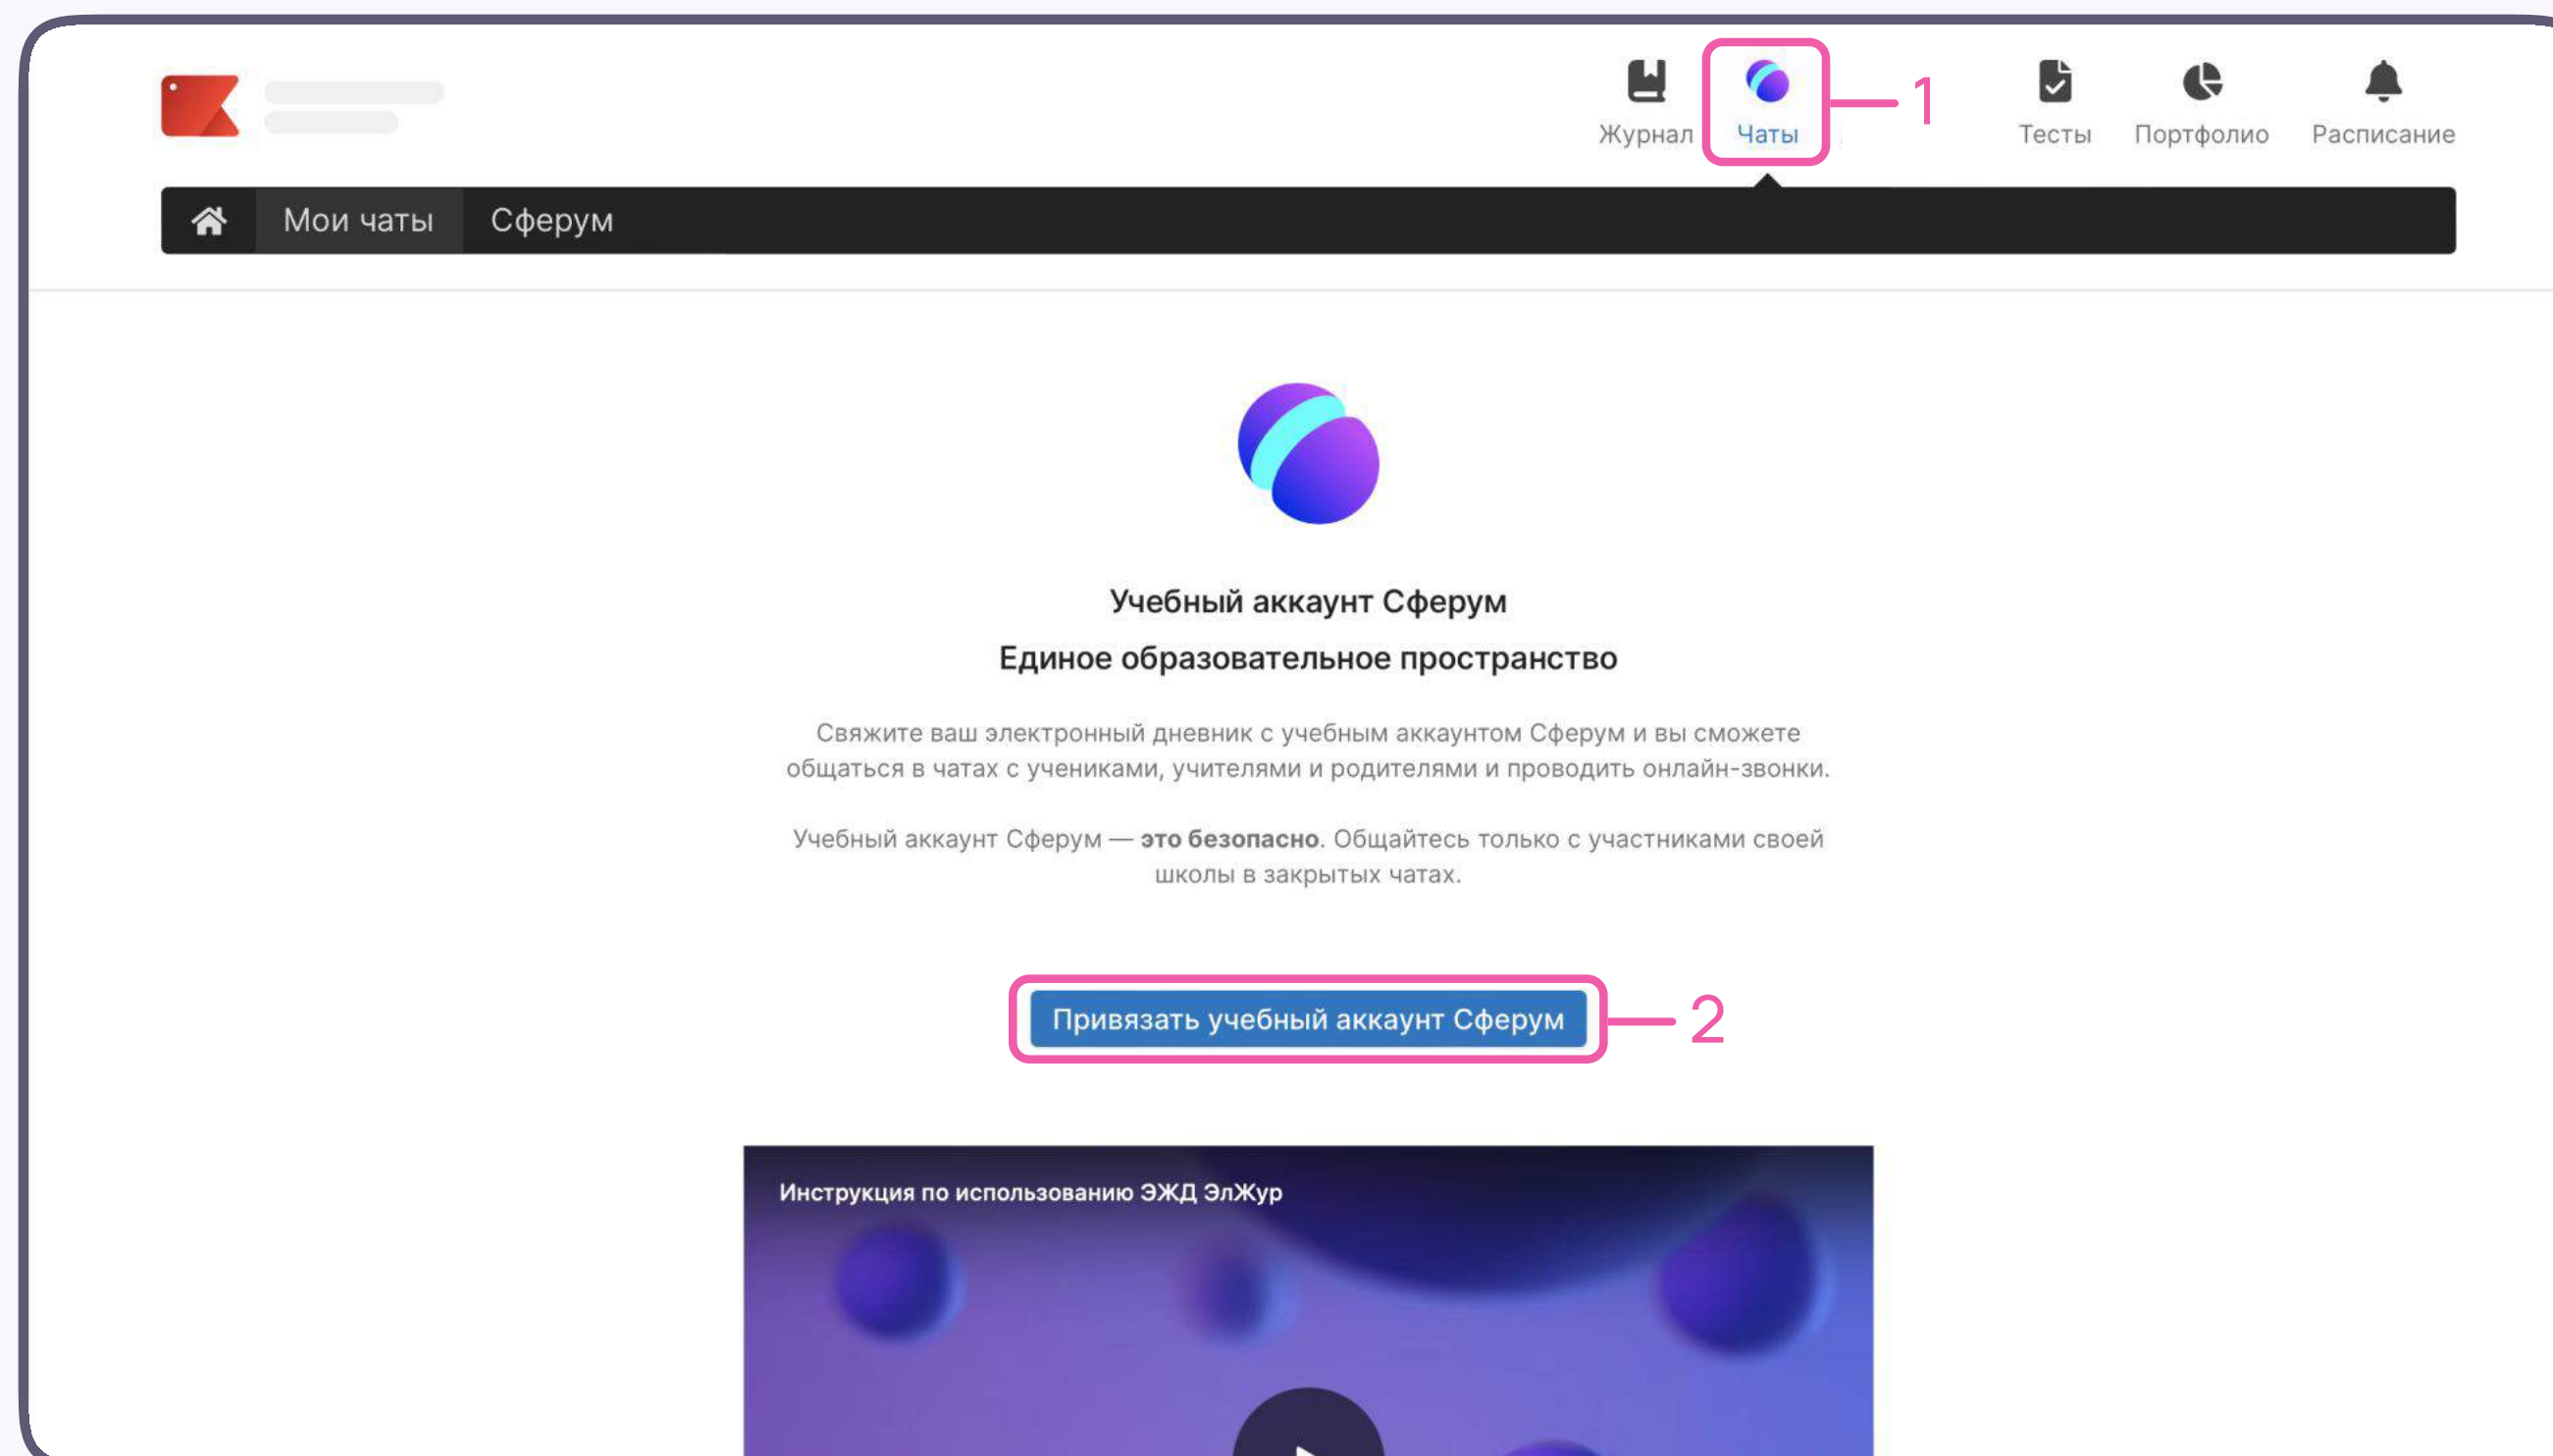 Журнал
Чаты
1
Тесты
Портфолио
Расписание
Мои чаты
Сферум
Учебный аккаунт Сферум
Единое образовательное пространство
Свяжите ваш электронный дневник с учебным аккаунтом Сферум и вы сможете
общаться в чатах с учениками, учителями и родителями и проводить онлайн-звонки.
Учебный аккаунт Сферум — это безопасно. Общайтесь только с участниками своей
школы в закрытых чатах.
Привязать учебный аккаунт Сферум
2
Инструкция по использованию ЭЖД ЭлЖур